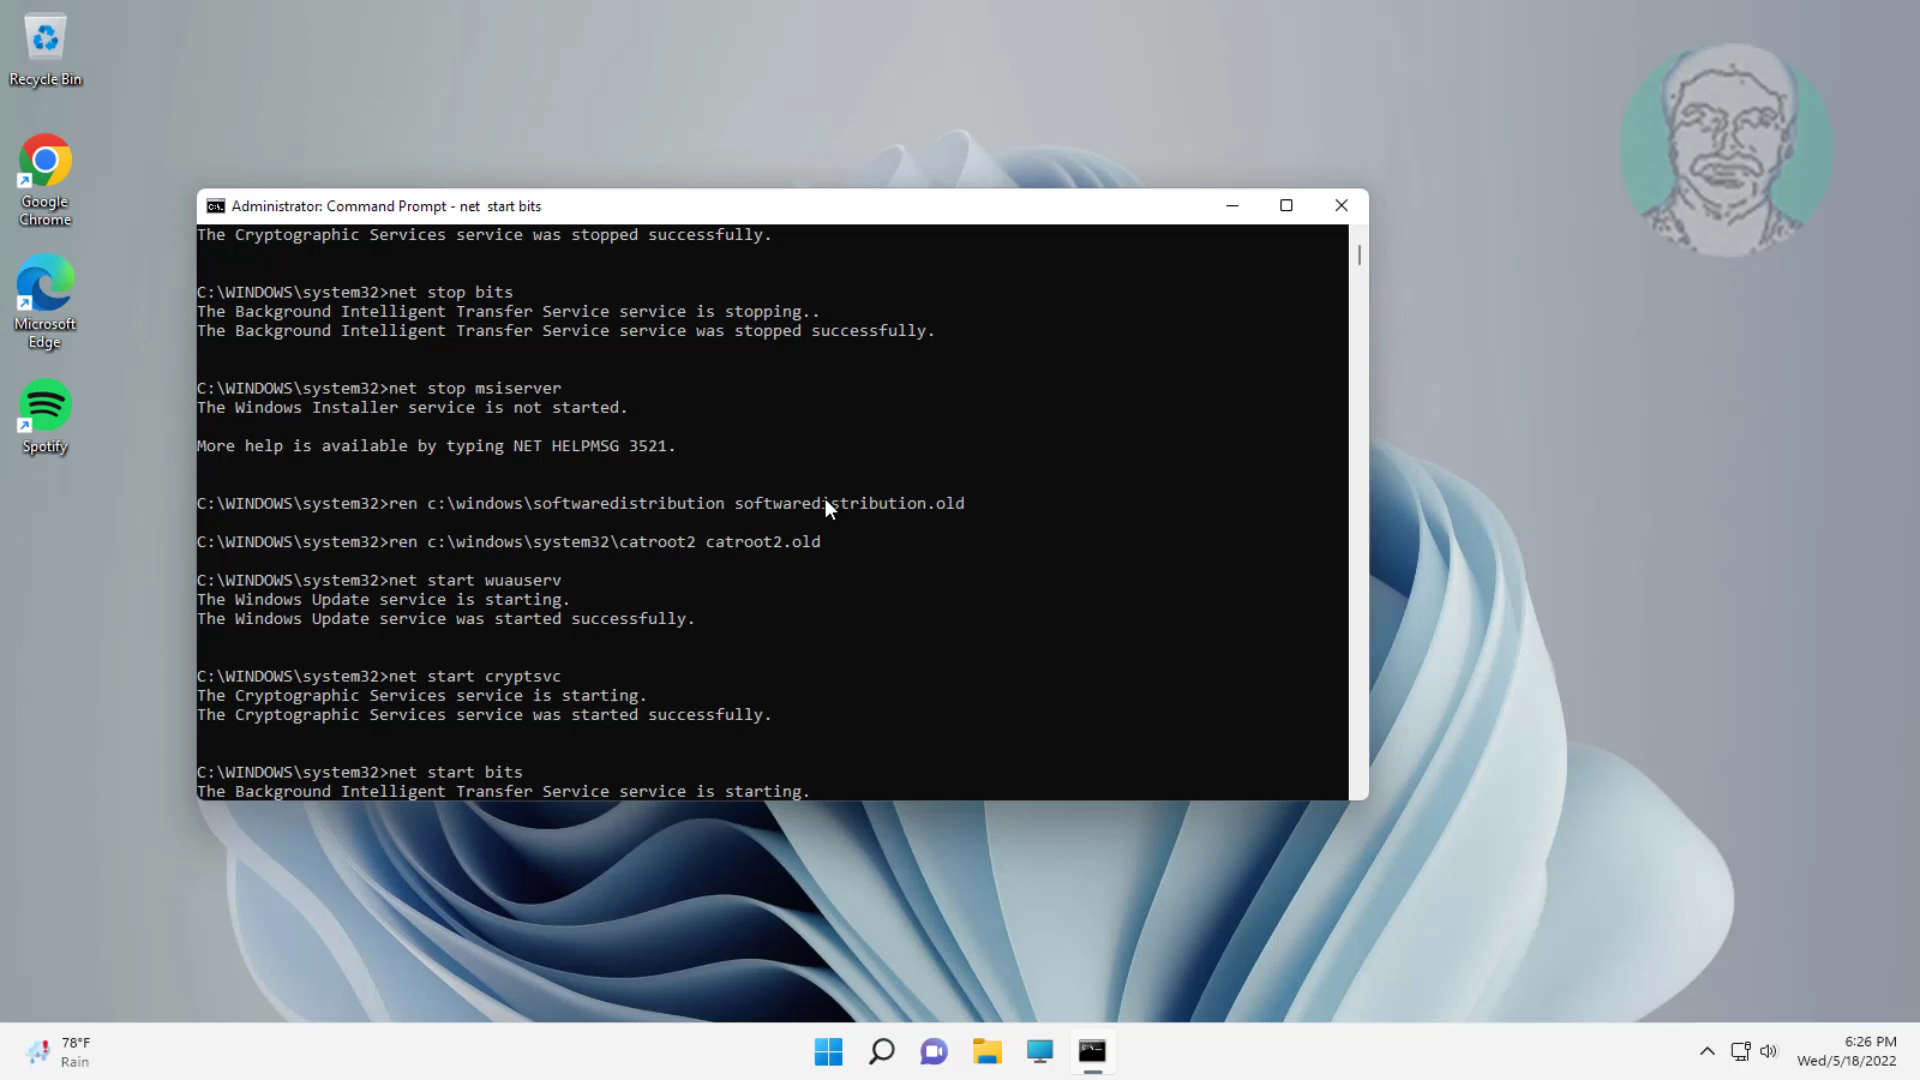 Recycle Bin
Google
Chrome
Microsoft
Edge
Spotify
Administrator: Command Prompt - net  start bits
The Cryptographic Services service was stopped successfully.
C:\WINDOWS\system32>net stop bits
The Background Intelligent Transfer Service service is stopping..
The Background Intelligent Transfer Service service was stopped successfully.
C:\WINDOWS\system32>net stop msiserver
The Windows Installer service is not started.
More help is available by typing NET HELPMSG 3521.
C:\WINDOWS\system32>ren c:\windows\softwaredistribution softwaredistribution.old
C:\WINDOWS\system32>ren c:\windows\system32\catroot2 catroot2.old
C:\WINDOWS\system32>net start wuauserv
The Windows Update service is starting.
The Windows Update service was started successfully.
C:\WINDOWS\system32>net start cryptsvc
The Cryptographic Services service is starting.
The Cryptographic Services service was started successfully.
C:\WINDOWS\system32>net start bits
The Background Intelligent Transfer Service service is starting.
78°F
Rain
6:26 PM
Wed/5/18/2022